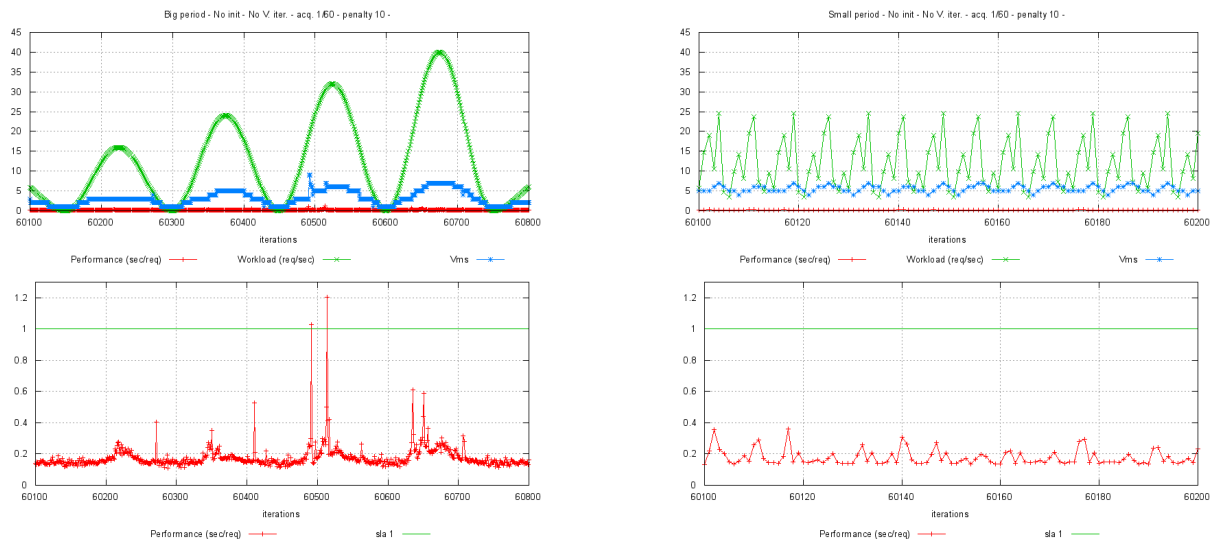 Big period - No init - No V. iter. - acq. 1/60 - penalty 10 -
45
40
35
30
25
20
15
10
5
0
60100 60200 60300 60400 60500 60600 60700 60800
iterations
Performance (sec/req) Workload (req/sec) Vms
1.2
1
0.8
0.6
0.4
0.2
0
60100 60200 60300 60400 60500 60600 60700 60800
iterations
Performance (sec/req) sla 1
Small period - No init - No V. iter. - acq. 1/60 - penalty 10 -
45
40
35
30
25
20
15
10
5
0
60100 60120 60140 60160 60180 60200
iterations
Performance (sec/req) Workload (req/sec) Vms
1.2
1
0.8
0.6
0.4
0.2
0
60100 60120 60140 60160 60180 60200
iterations
Performance (sec/req) sla 1